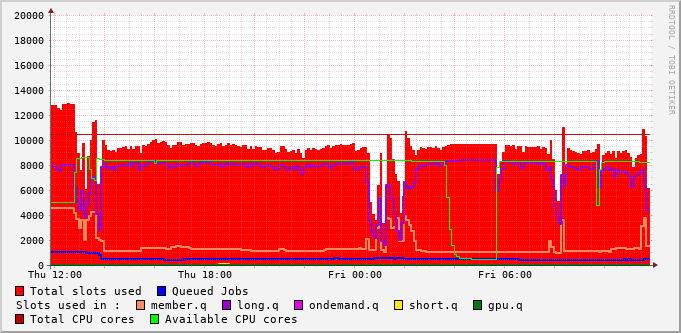 20000
18000
16000
14000
12000
10000
8000
6000
4000
2000
0
Thu 12:00 Thu 18:00 Fri 00:00 Fri 06:00
Total slots used Queued Jobs
Slots used in : member.q long.q ondemand.q short.q gpu.q
Total CPU cores Available CPU cores
RRDTOOL / TOBI OETIKER